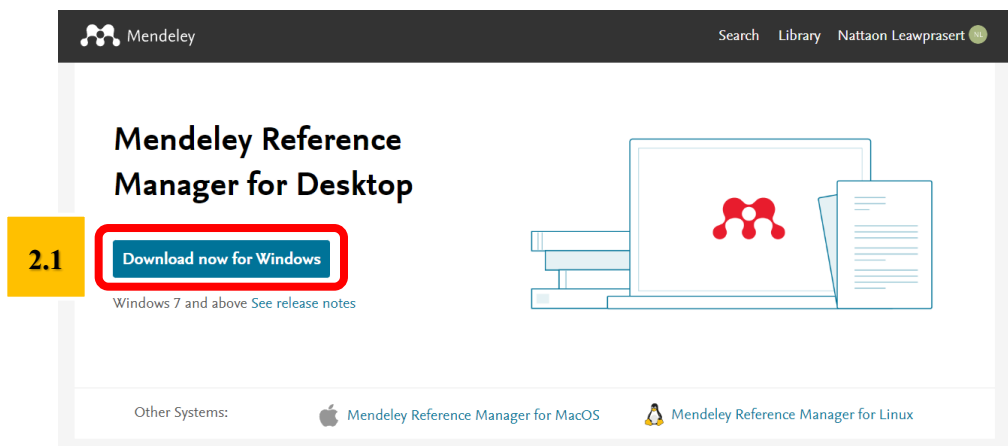 Mendeley
Search Library Nattaon Leawprasert NL
Mendeley Reference
Manager for Desktop
2.1
Download now for Windows
Windows 7 and above See release notes
Other Systems: Mendeley Reference Manager for MacOS Mendeley Reference Manager for Linux